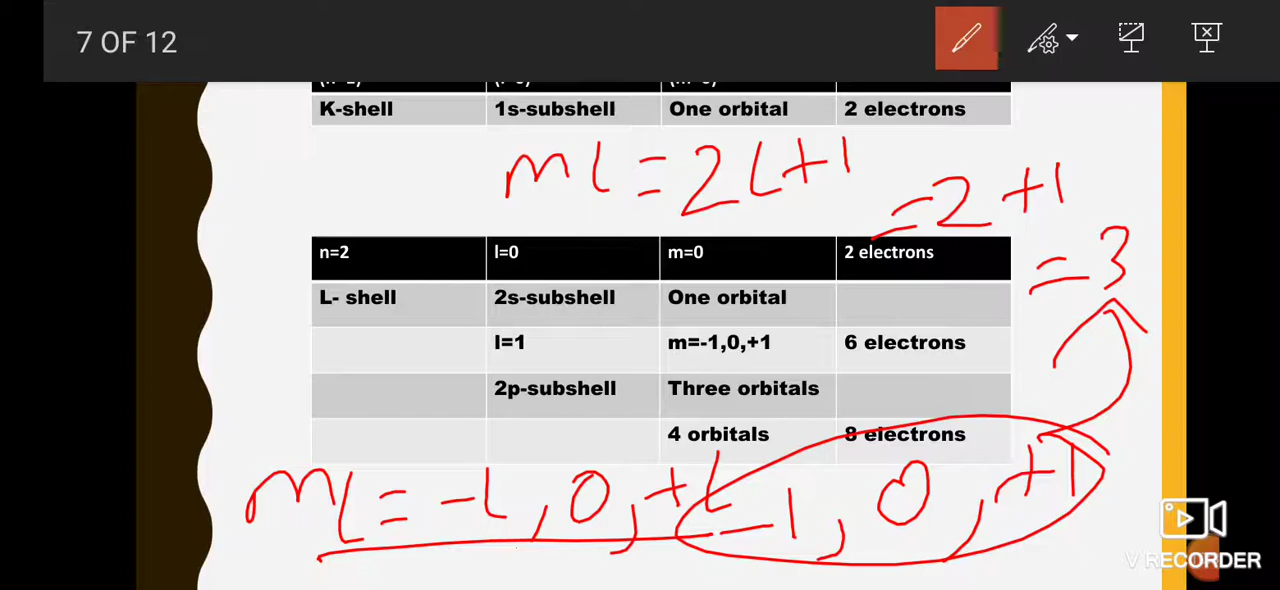 7 OF 12
K-shell 1s-subshell One orbital 2 electrons
ml = 2l+1
= 2 +1
= 3
n=2 l=0 m=0 2 electrons
L- shell 2s-subshell One orbital
l=1 m=-1,0,+1 6 electrons
2p-subshell Three orbitals
4 orbitals 8 electrons
ml = -l, 0, +l -1, 0, +1
V RECORDER